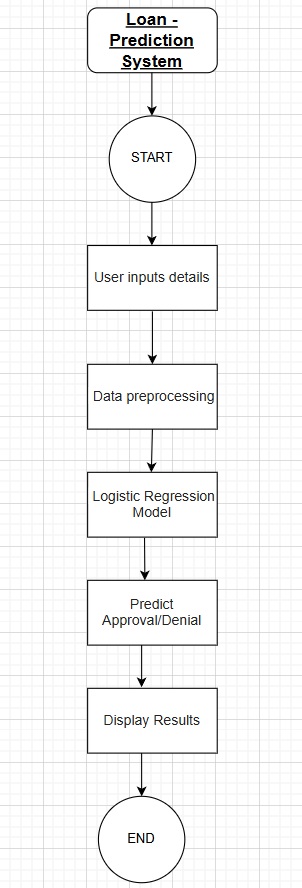 Loan -
Prediction
System
START
User inputs details
Data preprocessing
Logistic Regression
Model
Predict
Approval/Denial
Display Results
END